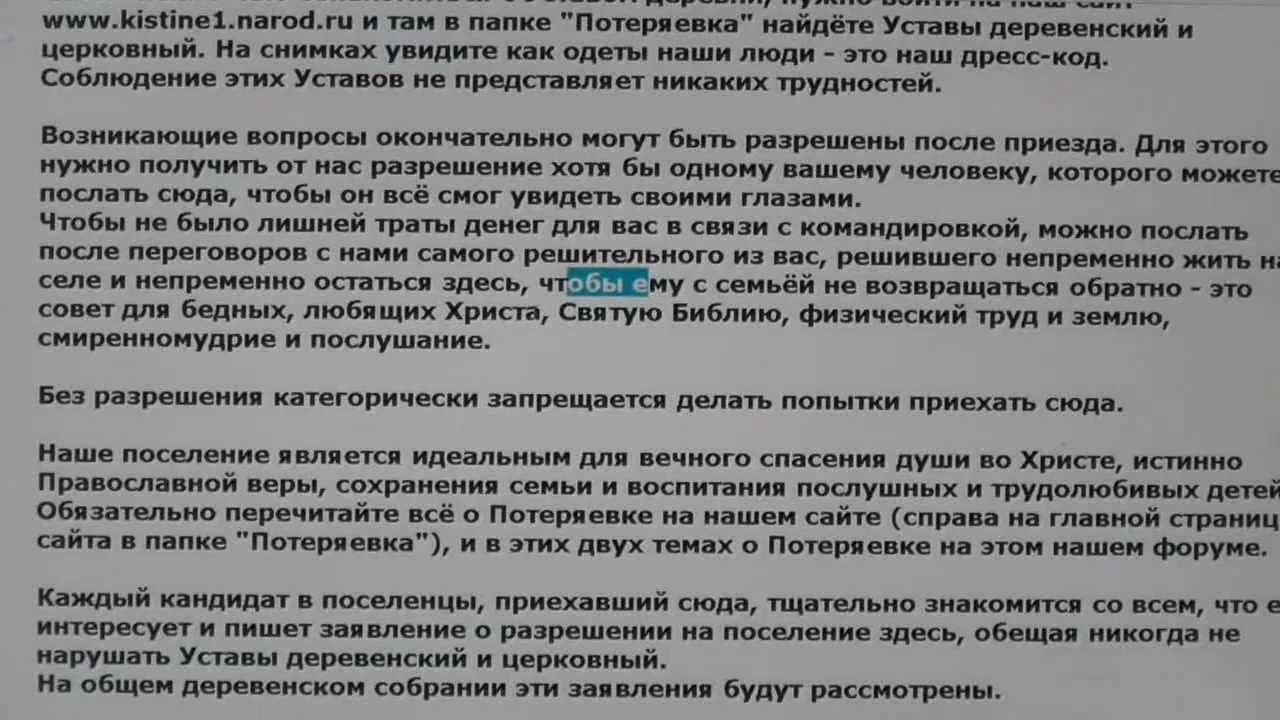 www.kistine1.narod.ru и там в папке "Потеряевка" найдёте Уставы деревенский и
церковный. На снимках увидите как одеты наши люди - это наш дресс-код.
Соблюдение этих Уставов не представляет никаких трудностей.
Возникающие вопросы окончательно могут быть разрешены после приезда. Для этого
нужно получить от нас разрешение хотя бы одному вашему человеку, которого можете
послать сюда, чтобы он всё смог увидеть своими глазами.
Чтобы не было лишней траты денег для вас в связи с командировкой, можно послать
после переговоров с нами самого решительного из вас, решившего непременно жить на
селе и непременно остаться здесь, чтобы ему с семьёй не возвращаться обратно - это
совет для бедных, любящих Христа, Святую Библию, физический труд и землю,
смиренномудрие и послушание.
Без разрешения категорически запрещается делать попытки приехать сюда.
Наше поселение является идеальным для вечного спасения души во Христе, истинно
Православной веры, сохранения семьи и воспитания послушных и трудолюбивых детей
Обязательно перечитайте всё о Потеряевке на нашем сайте (справа на главной страниц
сайта в папке "Потеряевка"), и в этих двух темах о Потеряевке на этом нашем форуме.
Каждый кандидат в поселенцы, приехавший сюда, тщательно знакомится со всем, что е
интересует и пишет заявление о разрешении на поселение здесь, обещая никогда не
нарушать Уставы деревенский и церковный.
На общем деревенском собрании эти заявления будут рассмотрены.